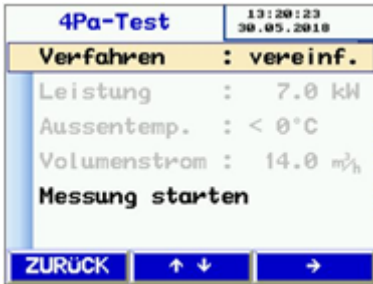 4Pa-Test
13:20:23
30.05.2018
Verfahren : vereinf.
Leistung : 7.0 kW
Aussentemp. : < 0°C
Volumenstrom : 14.0 m³/h
Messung starten
ZURÜCK ↑ ↓ →